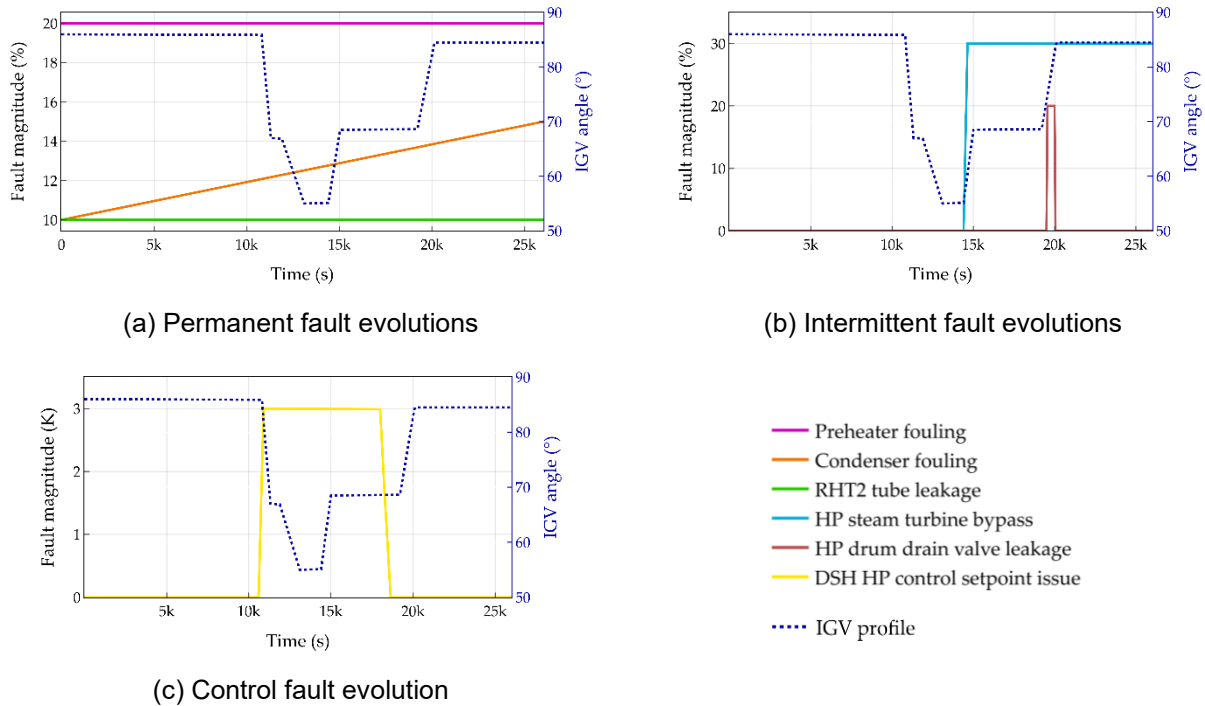 20
18
16
14
12
10
Fault magnitude (%)
90
80
70
60
50
IGV angle (°)
0
5k
10k
15k
20k
25k
Time (s)
(a) Permanent fault evolutions
30
20
10
0
Fault magnitude (%)
90
80
70
60
50
IGV angle (°)
5k
10k
15k
20k
25k
Time (s)
(b) Intermittent fault evolutions
3
2
1
0
Fault magnitude (K)
90
80
70
60
50
IGV angle (°)
5k
10k
15k
20k
25k
Time (s)
(c) Control fault evolution
Preheater fouling
Condenser fouling
RHT2 tube leakage
HP steam turbine bypass
HP drum drain valve leakage
DSH HP control setpoint issue
IGV profile